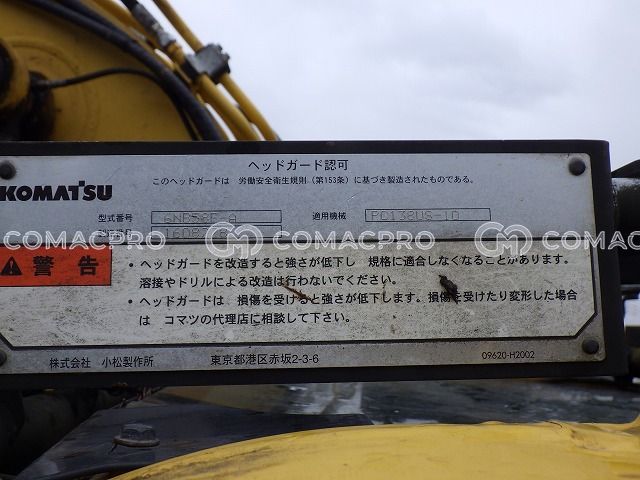 ヘッドガード認可
このヘッドガードは 労働安全衛生規則(第153条)に基づき製造されたものである。
KOMATSU
型式番号
適用機械 PC138US-10
COMACPRO COMACPRO COMACPRO
警告
・ヘッドガードを改造すると強さが低下し 規格に適合しなくなることがあります。
溶接やドリルによる改造は行わないでください。
・ヘッドガードは 損傷を受けると強さが低下します。損傷を受けたり変形した場合
は コマツの代理店に相談して下さい。
株式会社 小松製作所 東京都港区赤坂2-3-6 09620-H2002